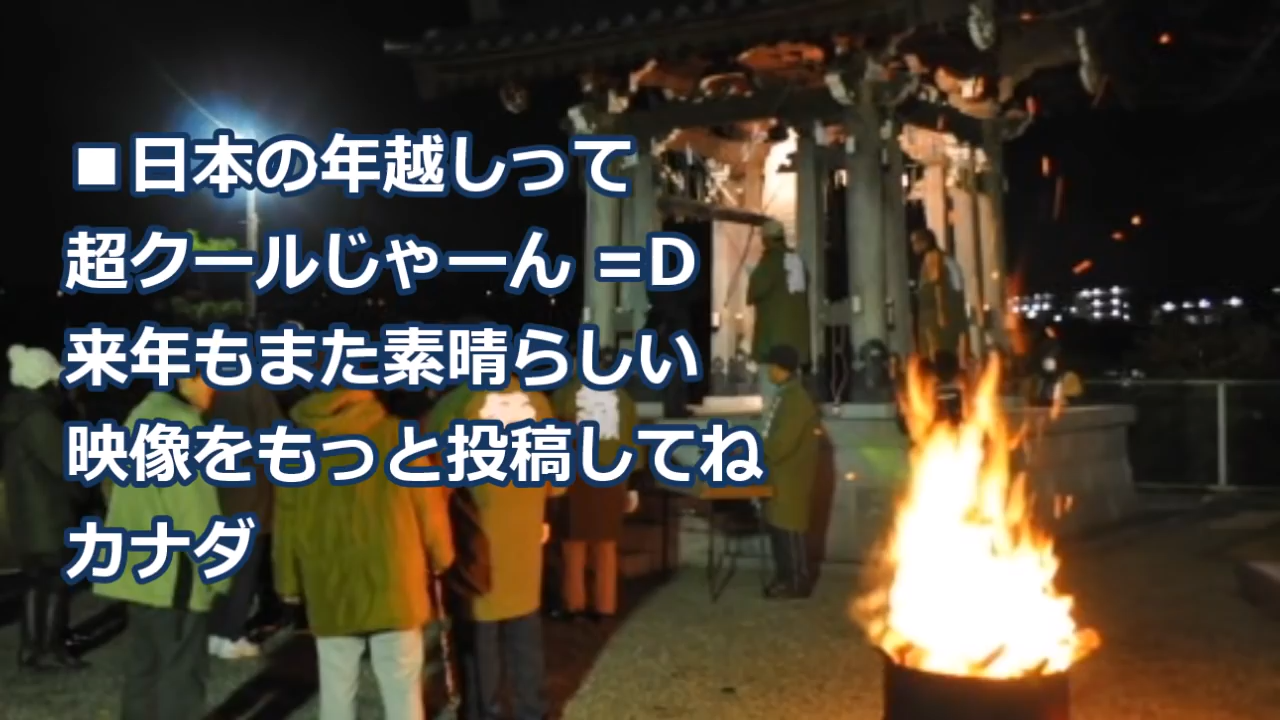 ■日本の年越しって
超クールじゃーん =D
来年もまた素晴らしい
映像をもっと投稿してね
カナダ